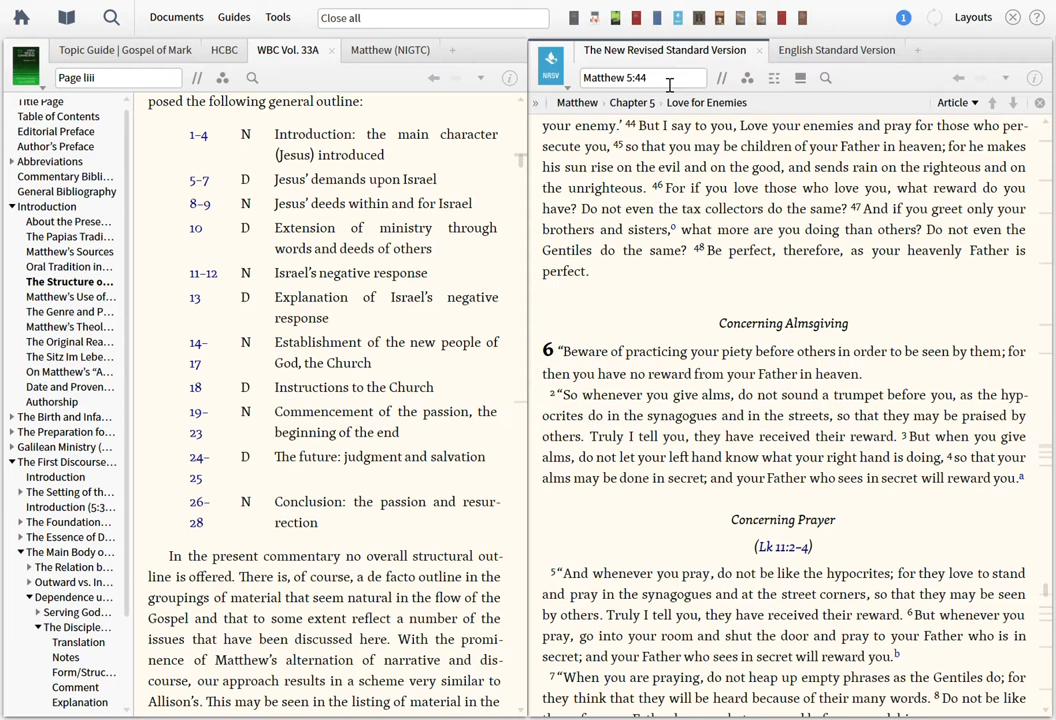 Documents Guides Tools Close all 1 Layouts
Topic Guide | Gospel of Mark HCBC WBC Vol. 33A × Matthew (NIGTC) +
Page liii //
Title Page
Table of Contents
Editorial Preface
Author's Preface
Abbreviations
Commentary Bibli...
General Bibliography
Introduction
About the Prese...
The Papias Tradi...
Matthew's Sources
Oral Tradition in...
The Structure o...
Matthew's Use of...
The Genre and P...
Matthew's Theol...
The Original Rea...
The Sitz Im Lebe...
On Matthew's "A...
Date and Proven...
Authorship
The Birth and Infa...
The Preparation fo...
Galilean Ministry (...
The First Discourse...
Introduction
The Setting of th...
Introduction (5:3...
The Foundation...
The Essence of D...
The Main Body o...
The Relation b...
Outward vs. In...
Dependence u...
Serving God...
The Disciple...
Translation
Notes
Form/Struc...
Comment
Explanation
posed the following general outline:
1–4 N Introduction: the main character
(Jesus) introduced
5–7 D Jesus' demands upon Israel
8–9 N Jesus' deeds within and for Israel
10 D Extension of ministry through
words and deeds of others
11–12 N Israel's negative response
13 D Explanation of Israel's negative
response
14– N Establishment of the new people of
17 God, the Church
18 D Instructions to the Church
19– N Commencement of the passion, the
23 beginning of the end
24– D The future: judgment and salvation
25
26– N Conclusion: the passion and resur-
28 rection
In the present commentary no overall structural out-
line is offered. There is, of course, a de facto outline in the
groupings of material that seem natural in the flow of the
Gospel and that to some extent reflect a number of the
issues that have been discussed here. With the promi-
nence of Matthew's alternation of narrative and dis-
course, our approach results in a scheme very similar to
Allison's. This may be seen in the listing of material in the
The New Revised Standard Version × English Standard Version +
NRSV
Matthew 5:44 //
» Matthew › Chapter 5 › Love for Enemies Article
your enemy.' 44 But I say to you, Love your enemies and pray for those who per-
secute you, 45 so that you may be children of your Father in heaven; for he makes
his sun rise on the evil and on the good, and sends rain on the righteous and on
the unrighteous. 46 For if you love those who love you, what reward do you
have? Do not even the tax collectors do the same? 47 And if you greet only your
brothers and sisters,o what more are you doing than others? Do not even the
Gentiles do the same? 48 Be perfect, therefore, as your heavenly Father is
perfect.
Concerning Almsgiving
6 “Beware of practicing your piety before others in order to be seen by them; for
then you have no reward from your Father in heaven.
2 “So whenever you give alms, do not sound a trumpet before you, as the hyp-
ocrites do in the synagogues and in the streets, so that they may be praised by
others. Truly I tell you, they have received their reward. 3 But when you give
alms, do not let your left hand know what your right hand is doing, 4 so that your
alms may be done in secret; and your Father who sees in secret will reward you.a
Concerning Prayer
(Lk 11:2–4)
5 “And whenever you pray, do not be like the hypocrites; for they love to stand
and pray in the synagogues and at the street corners, so that they may be seen
by others. Truly I tell you, they have received their reward. 6 But whenever you
pray, go into your room and shut the door and pray to your Father who is in
secret; and your Father who sees in secret will reward you.b
7 “When you are praying, do not heap up empty phrases as the Gentiles do; for
they think that they will be heard because of their many words. 8 Do not be like